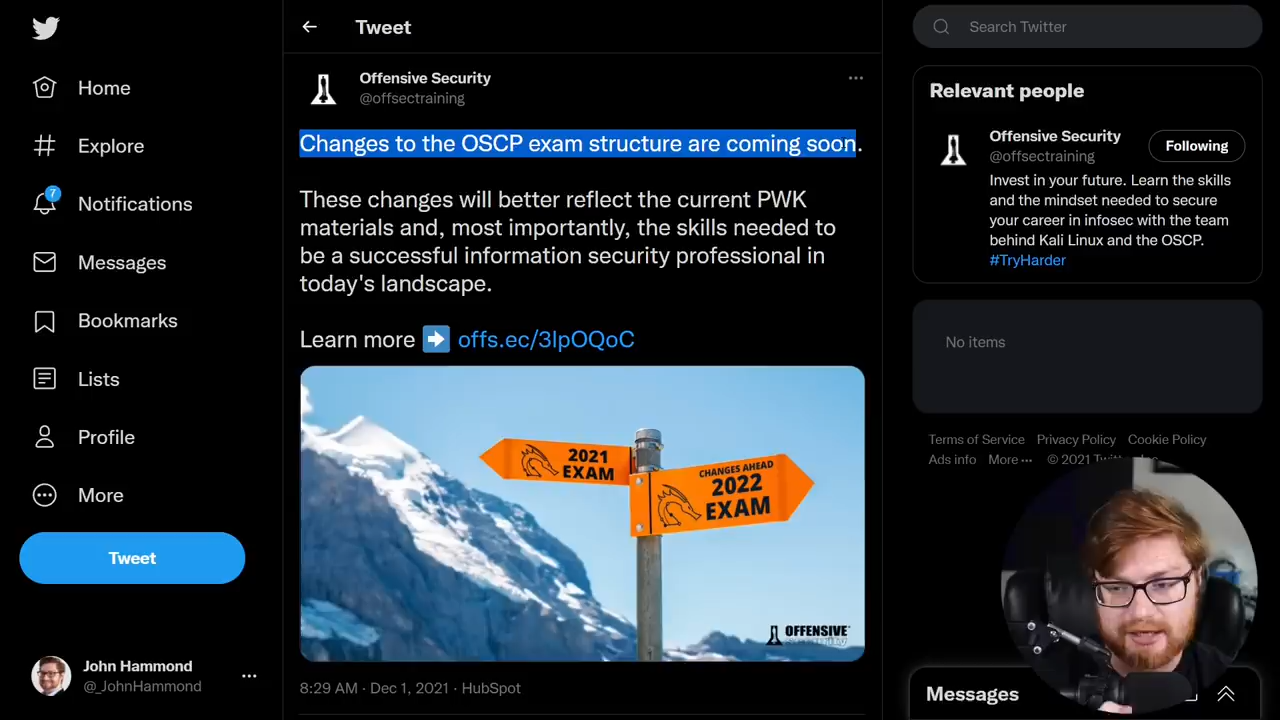 Home
Explore
7
Notifications
Messages
Bookmarks
Lists
Profile
More
Tweet
John Hammond
@_JohnHammond
Tweet
Offensive Security
@offsectraining
Changes to the OSCP exam structure are coming soon.
These changes will better reflect the current PWK
materials and, most importantly, the skills needed to
be a successful information security professional in
today's landscape.
Learn more offs.ec/3lpOQoC
2021
EXAM
CHANGES AHEAD
2022
EXAM
OFFENSIVE
8:29 AM · Dec 1, 2021 · HubSpot
Search Twitter
Relevant people
Offensive Security
@offsectraining
Following
Invest in your future. Learn the skills
and the mindset needed to secure
your career in infosec with the team
behind Kali Linux and the OSCP.
#TryHarder
No items
Terms of Service Privacy Policy Cookie Policy
Ads info More ··· © 2021
Messages